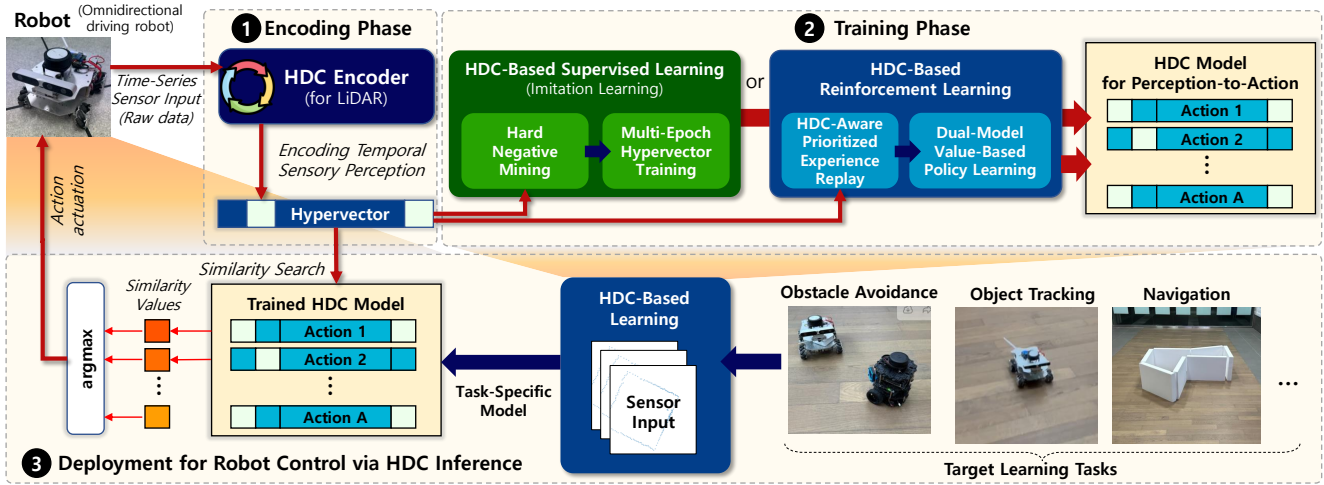 Robot
(Omnidirectional
driving robot)
1 Encoding Phase
HDC Encoder
(for LiDAR)
Time-Series
Sensor Input
(Raw data)
Encoding Temporal
Sensory Perception
Hypervector
2 Training Phase
HDC-Based Supervised Learning
(Imitation Learning)
Hard
Negative
Mining
Multi-Epoch
Hypervector
Training
or
HDC-Based
Reinforcement Learning
HDC-Aware
Prioritized
Experience
Replay
Dual-Model
Value-Based
Policy Learning
HDC Model
for Perception-to-Action
Action 1
Action 2
Action A
Action
actuation
Similarity Search
Similarity
Values
argmax
Trained HDC Model
Action 1
Action 2
Action A
Task-Specific
Model
HDC-Based
Learning
Sensor
Input
Obstacle Avoidance
Object Tracking
Navigation
...
Target Learning Tasks
3 Deployment for Robot Control via HDC Inference